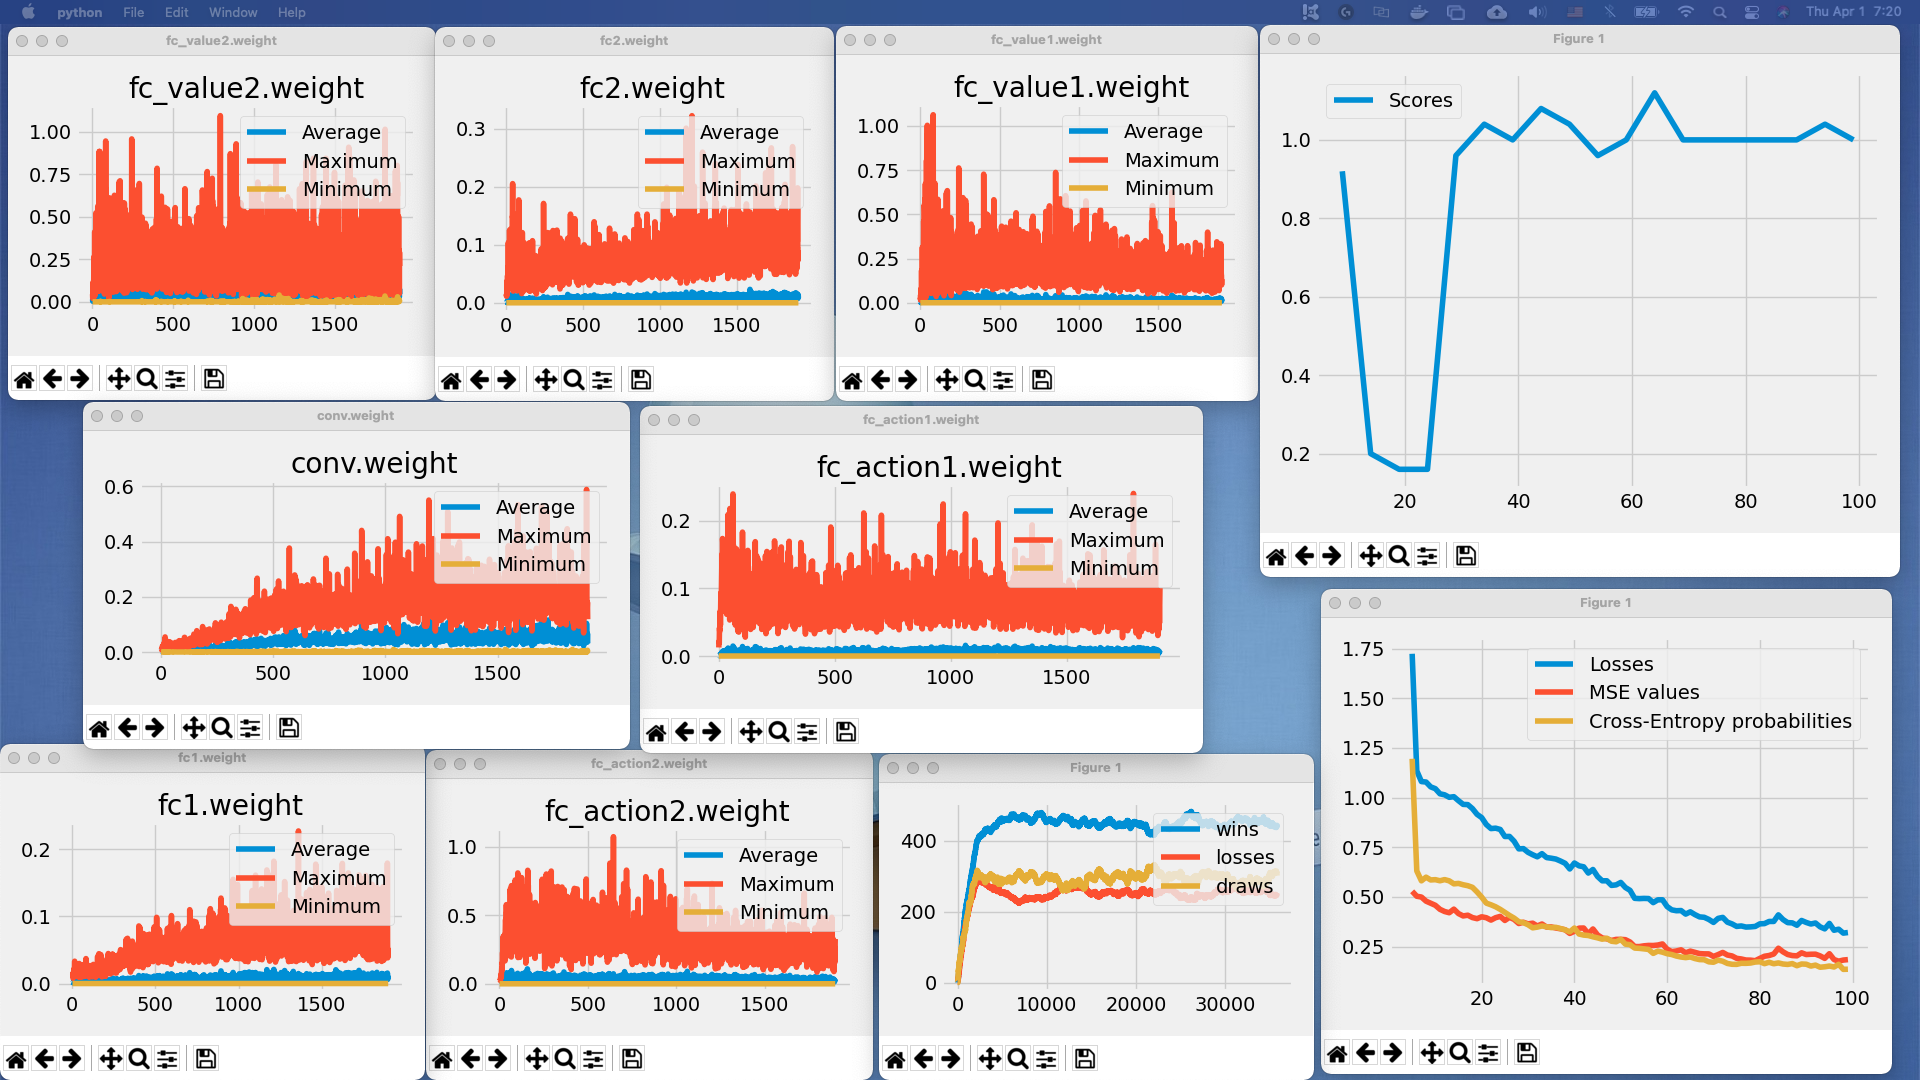 python File Edit Window Help
Thu Apr 1 7:20
fc_value2.weight
fc_value2.weight
1.00
0.75
0.50
0.25
0.00
0 500 1000 1500
Average
Maximum
Minimum
fc2.weight
fc2.weight
0.3
0.2
0.1
0.0
0 500 1000 1500
Average
Maximum
Minimum
fc_value1.weight
fc_value1.weight
1.00
0.75
0.50
0.25
0.00
0 500 1000 1500
Average
Maximum
Minimum
Figure 1
Scores
1.0
0.8
0.6
0.4
0.2
20 40 60 80 100
conv.weight
conv.weight
0.6
0.4
0.2
0.0
0 500 1000 1500
Average
Maximum
Minimum
fc_action1.weight
fc_action1.weight
0.2
0.1
0.0
0 500 1000 1500
Average
Maximum
Minimum
Figure 1
1.75
1.50
1.25
1.00
0.75
0.50
0.25
20 40 60 80 100
Losses
MSE values
Cross-Entropy probabilities
fc1.weight
fc1.weight
0.2
0.1
0.0
0 500 1000 1500
Average
Maximum
Minimum
fc_action2.weight
fc_action2.weight
1.0
0.5
0.0
0 500 1000 1500
Average
Maximum
Minimum
Figure 1
400
200
0
0 10000 20000 30000
wins
losses
draws